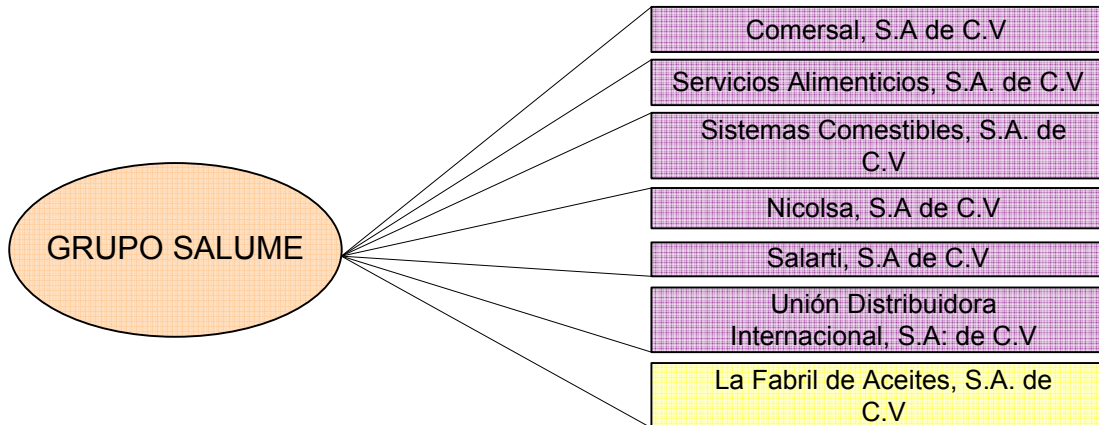 Comersal, S.A de C.V
Servicios Alimenticios, S.A. de C.V
Sistemas Comestibles, S.A. de
C.V
Nicolsa, S.A de C.V
GRUPO SALUME
Salarti, S.A de C.V
Unión Distribuidora
Internacional, S.A: de C.V
La Fabril de Aceites, S.A. de
C.V